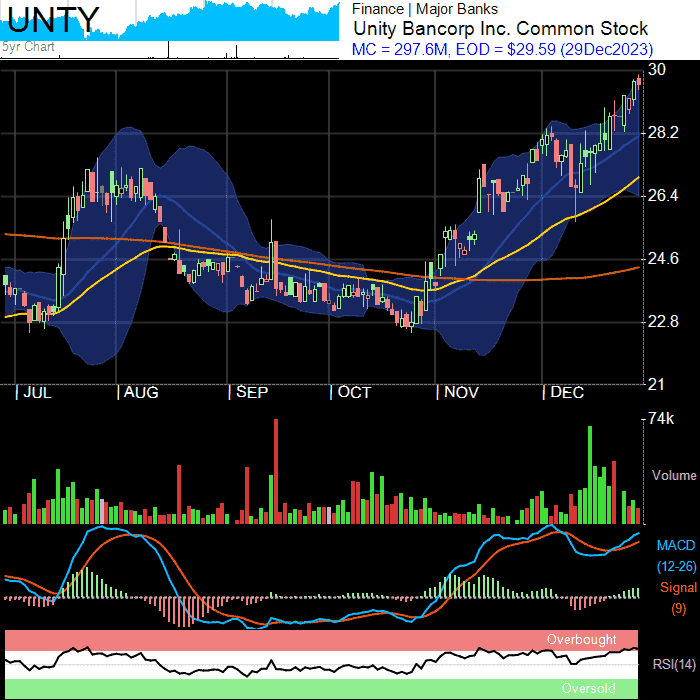 UNTY
5yr Chart
Finance | Major Banks
Unity Bancorp Inc. Common Stock
MC = 297.6M, EOD = $29.59 (29Dec2023)
30
28.2
26.4
24.6
22.8
21
JUL
AUG
SEP
OCT
NOV
DEC
74k
Volume
MACD
(12-26)
Signal
(9)
Overbought
RSI(14)
Oversold